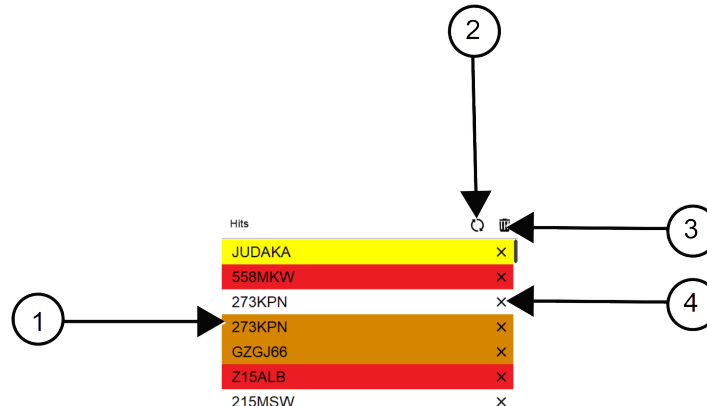 2
Hits
3
JUDAKA
558MKW
273KPN
4
1
273KPN
GZGJ66
Z15ALB
215MSW